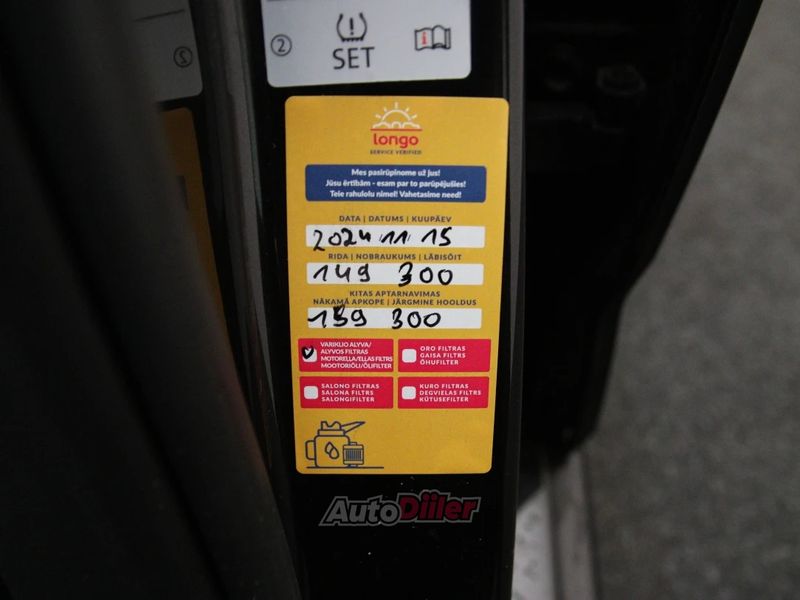 2
SET
2
longo
SERVICE VERIFIED
Mes pasirūpinome už jus!
Jūsu ērtībām - esam par to parūpējušies!
Teie rahulolu nimel! Vahetasime need!
DATA | DATUMS | KUUPÄEV
2024 11 15
RIDA | NOBRAUKUMS | LÄBISÕIT
149 300
KITAS APTARNAVIMAS
NĀKAMĀ APKOPE | JÄRGMINE HOOLDUS
159 300
VARIKLIO ALYVA/
ALYVOS FILTRAS
MOTORELLA/ELLAS FILTRS
MOOTORIÕLI/ÕLIFILTER
ORO FILTRAS
GAISA FILTRS
ÕHUFILTER
SALONO FILTRAS
SALONA FILTRS
SALONGIFILTER
KURO FILTRAS
DEGVIELAS FILTRS
KÜTUSEFILTER
AutoDiiler